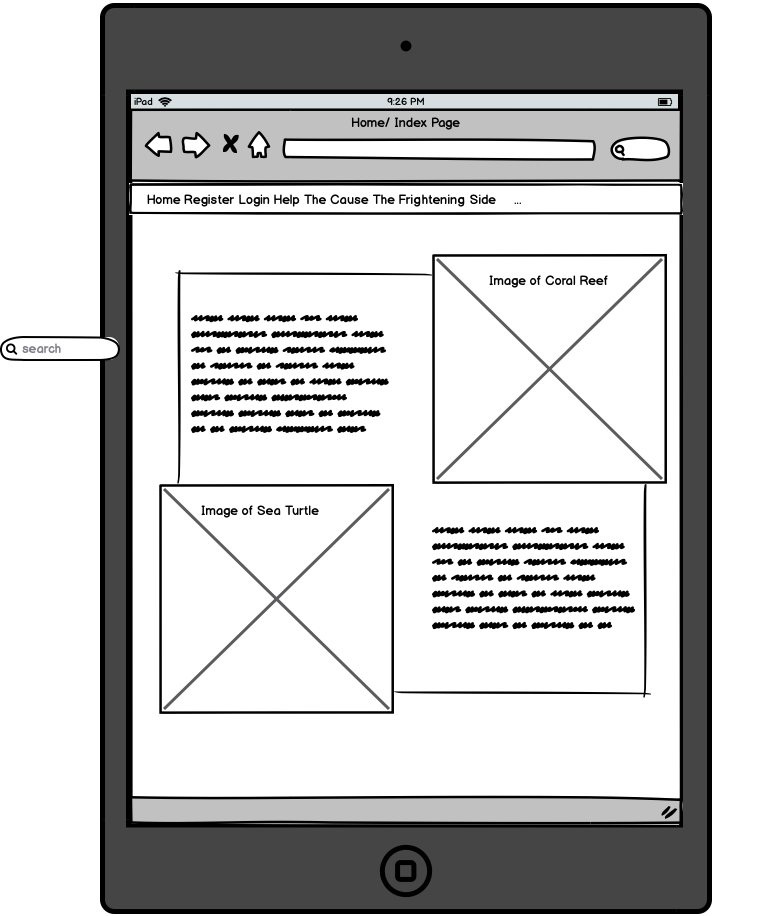 iPad
9:26 PM
Home/ Index Page
Home Register Login Help The Cause The Frightening Side ...
Image of Coral Reef
search
Image of Sea Turtle